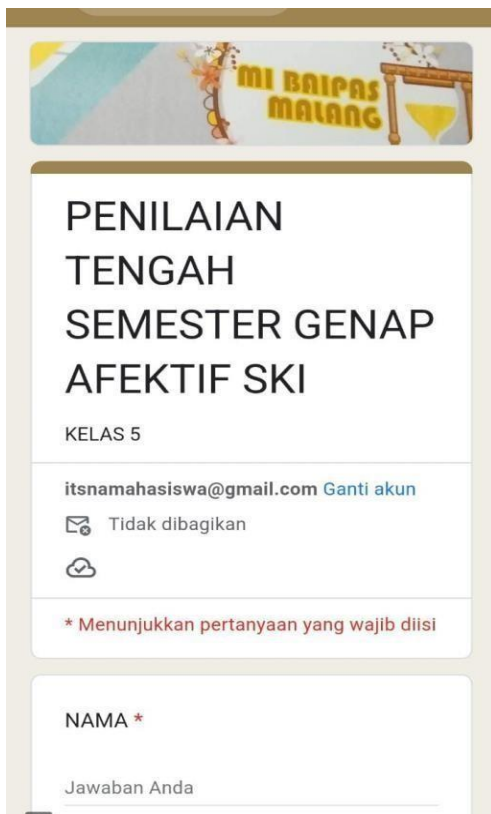 MI BAIPAS
MALANG
PENILAIAN
TENGAH
SEMESTER GENAP
AFEKTIF SKI
KELAS 5
itsnamahasiswa@gmail.com Ganti akun
Tidak dibagikan
* Menunjukkan pertanyaan yang wajib diisi
NAMA *
Jawaban Anda